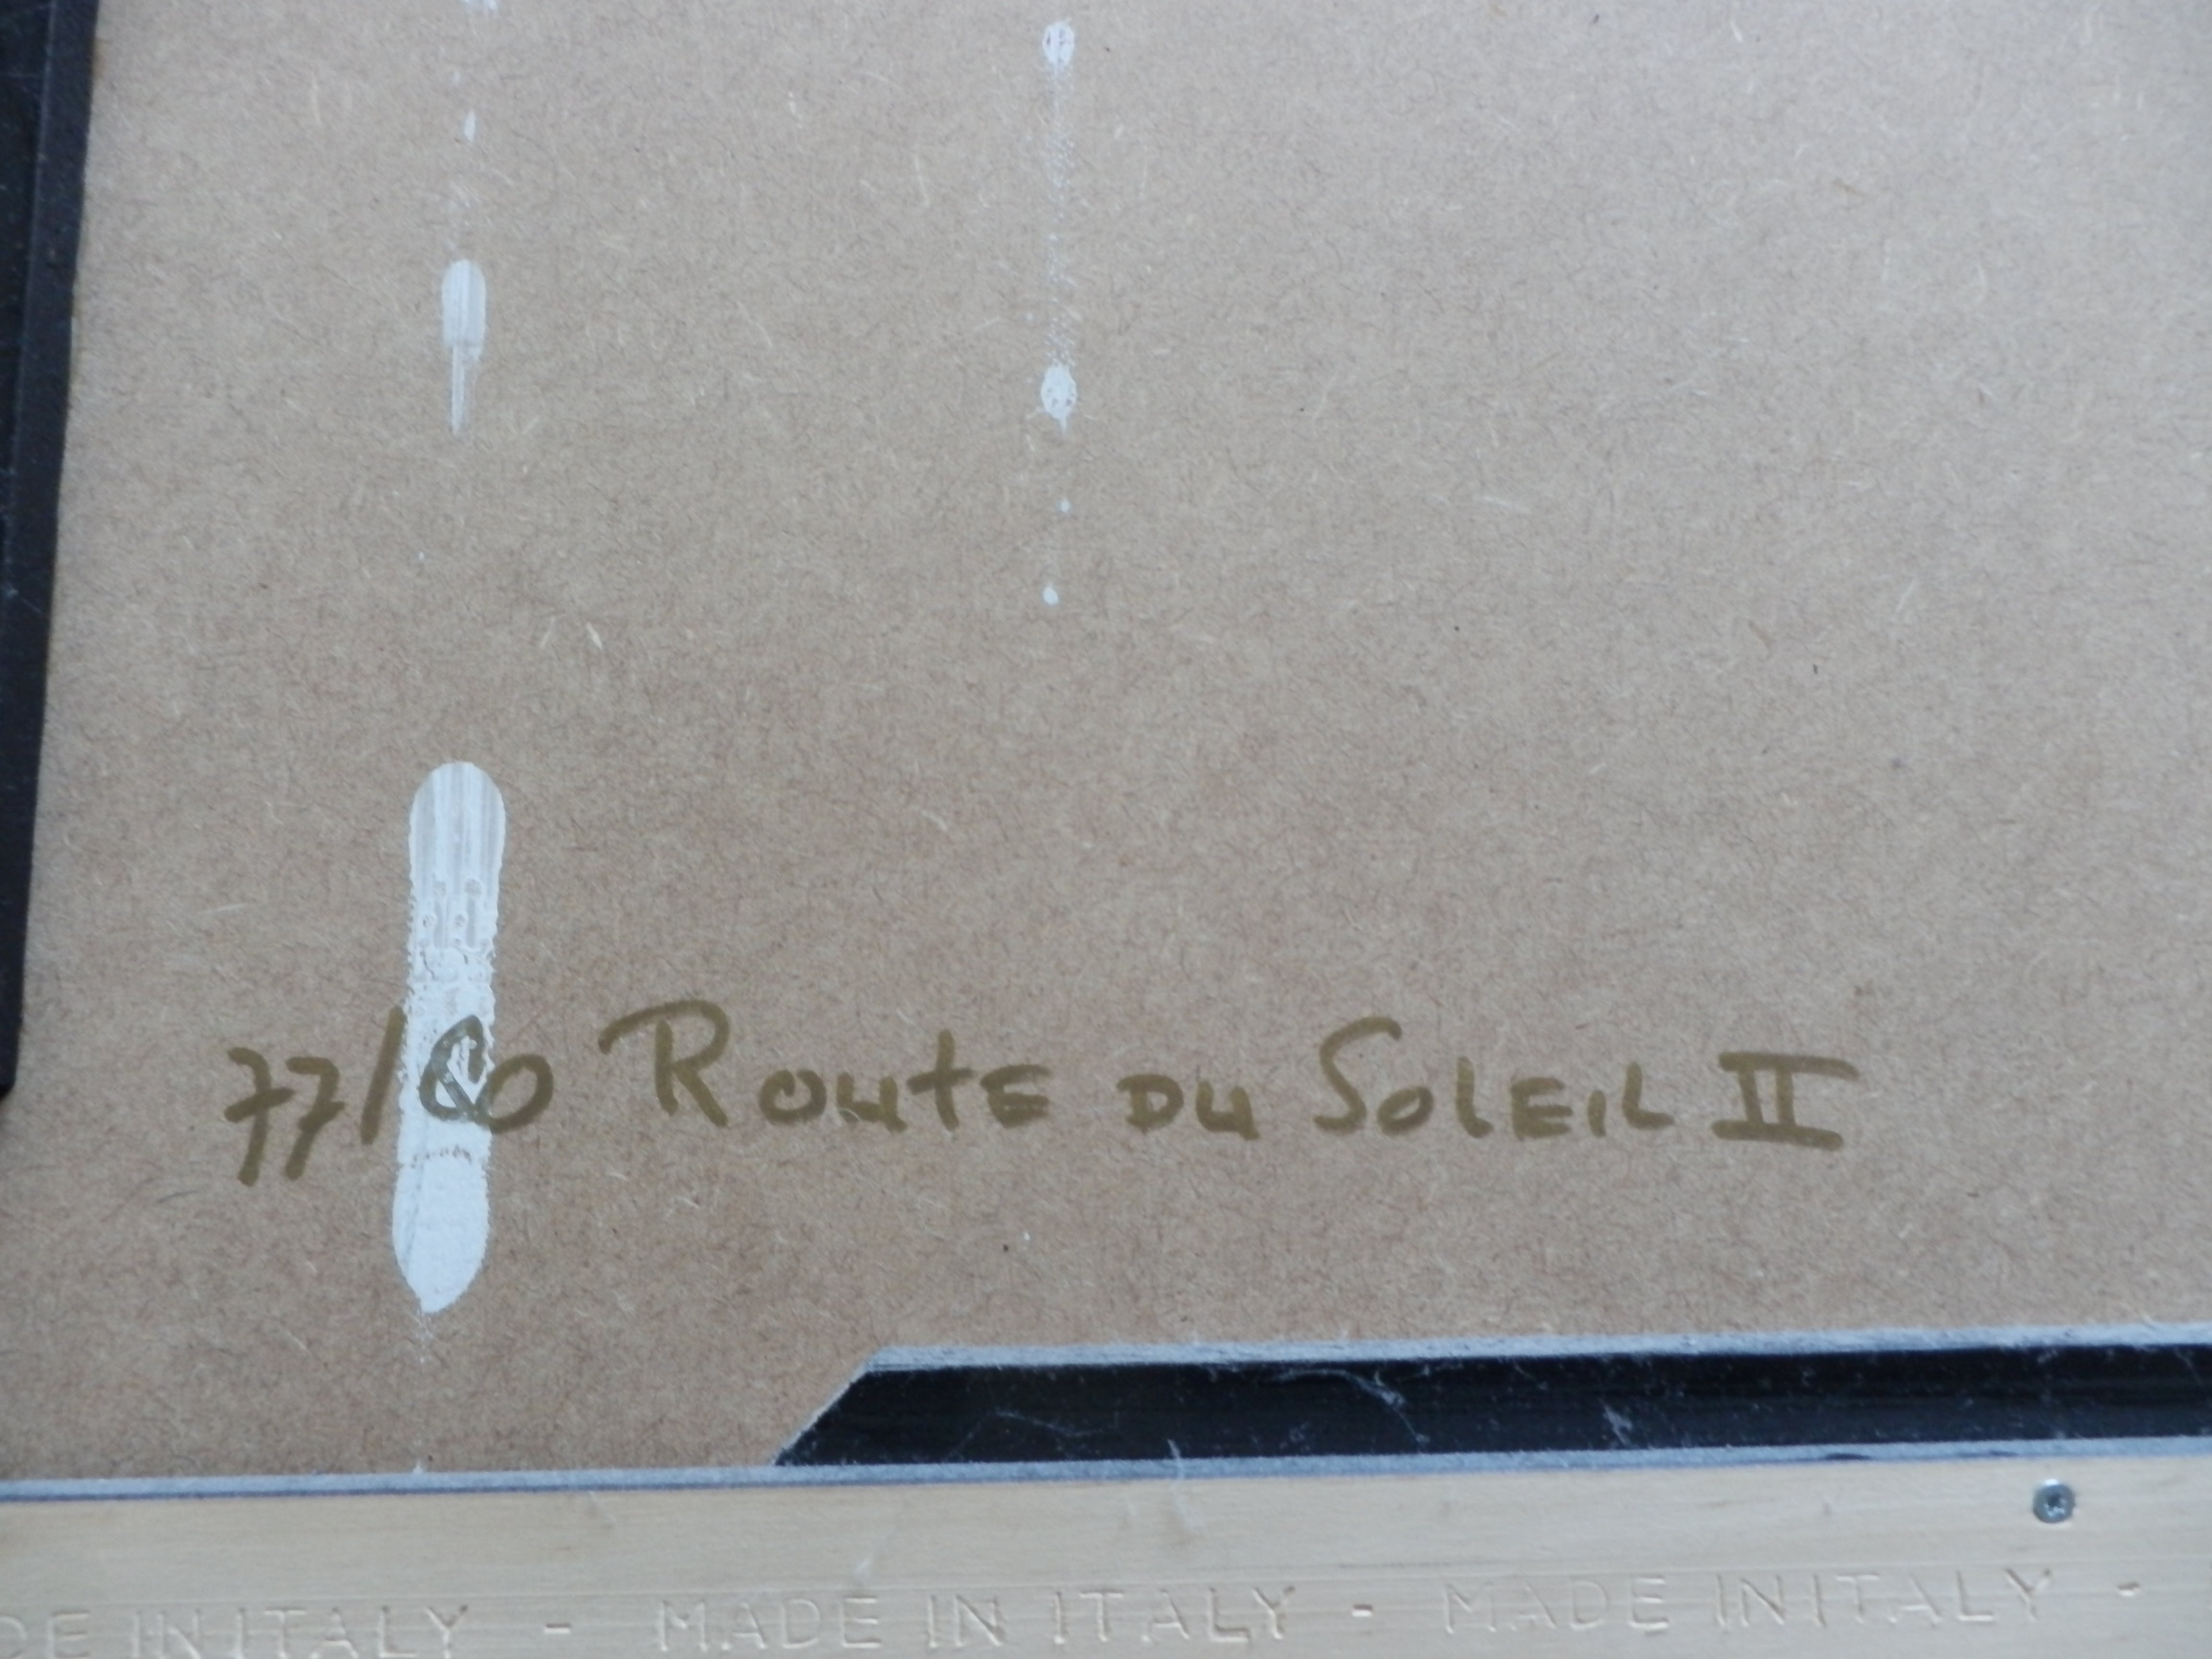 77/80 Route du Soleil II
DE IN ITALY - MADE IN ITALY - MADE IN ITALY -